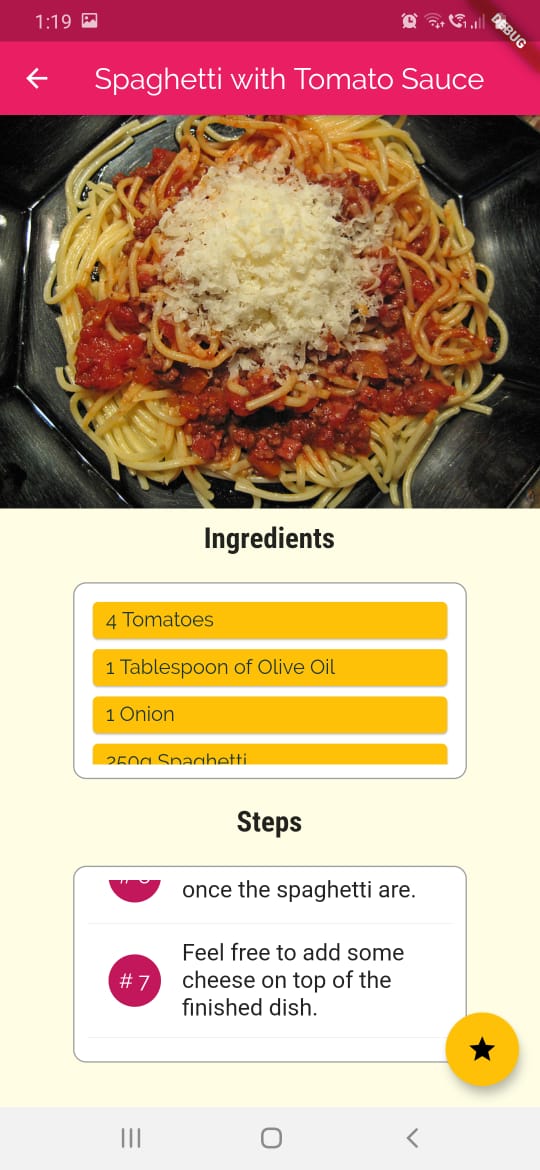 1:19
DEBUG
Spaghetti with Tomato Sauce
Ingredients
4 Tomatoes
1 Tablespoon of Olive Oil
1 Onion
250g Spaghetti
Steps
once the spaghetti are.
# 7
Feel free to add some
cheese on top of the
finished dish.